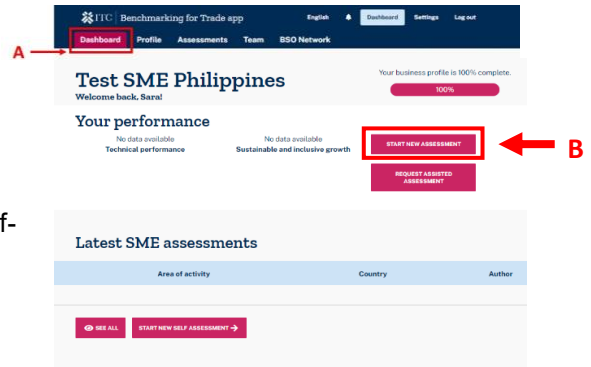 ITC Benchmarking for Trade app English Dashboard Settings Log out
Dashboard Profile Assessments Team BSO Network
A
Test SME Philippines
Welcome back, Sara!
Your business profile is 100% complete.
100%
Your performance
No data available
Technical performance
No data available
Sustainable and inclusive growth
START NEW ASSESSMENT
B
REQUEST ASSISTED
ASSESSMENT
f-
Latest SME assessments
Area of activity Country Author
SEE ALL START NEW SELF ASSESSMENT →